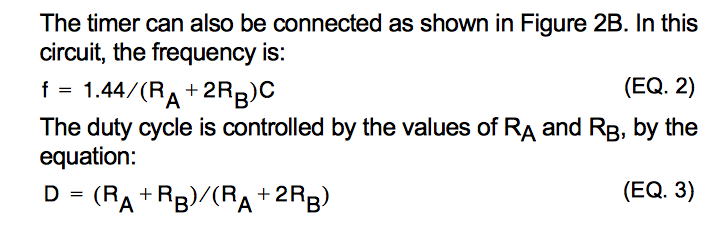 The timer can also be connected as shown in Figure 2B. In this
circuit, the frequency is:
f = 1.44/(RA + 2RB)C (EQ. 2)
The duty cycle is controlled by the values of RA and RB, by the
equation:
D = (RA + RB)/(RA + 2RB) (EQ. 3)